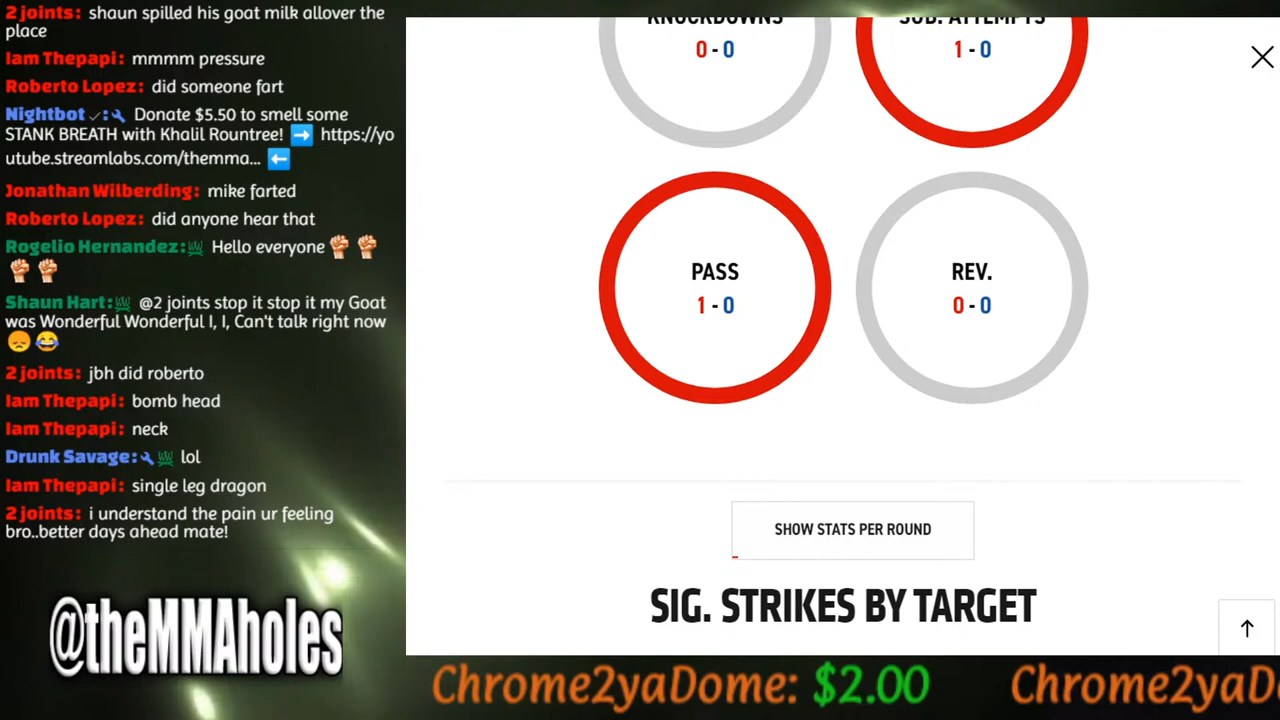 2 joints: shaun spilled his goat milk allover the
place
Iam Thepapi: mmmm pressure
Roberto Lopez: did someone fart
Nightbot: Donate $5.50 to smell some
STANK BREATH with Khalil Rountree! ➡ https://yo
utube.streamlabs.com/themma... ⬅
Jonathan Wilberding: mike farted
Roberto Lopez: did anyone hear that
Rogelio Hernandez: Hello everyone ✊🏼 ✊🏼
✊🏼 ✊🏼
Shaun Hart: @2 joints stop it stop it my Goat
was Wonderful Wonderful I, I, Can't talk right now
😞 😂
2 joints: jbh did roberto
Iam Thepapi: bomb head
Iam Thepapi: neck
Drunk Savage: lol
Iam Thepapi: single leg dragon
2 joints: i understand the pain ur feeling
bro..better days ahead mate!
@theMMAholes
KNOCKDOWNS
0 - 0
SUB. ATTEMPTS
1 - 0
PASS
1 - 0
REV.
0 - 0
SHOW STATS PER ROUND
SIG. STRIKES BY TARGET
Chrome2yaDome: $2.00 Chrome2yaDo